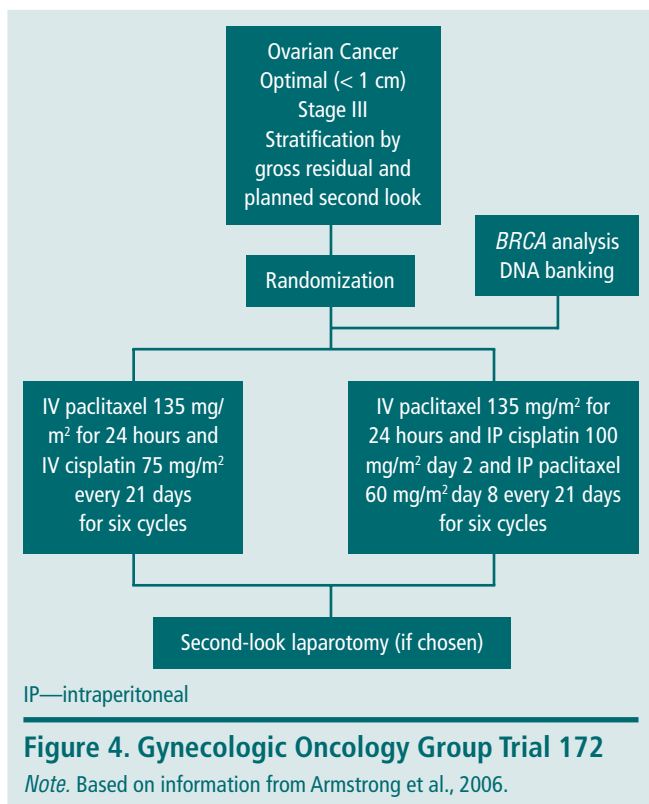 Ovarian Cancer
Optimal (< 1 cm)
Stage III
Stratification by
gross residual and
planned second look
BRCA analysis
DNA banking
Randomization
IV paclitaxel 135 mg/
m² for 24 hours and
IV cisplatin 75 mg/m²
every 21 days
for six cycles
IV paclitaxel 135 mg/m² for
24 hours and IP cisplatin 100
mg/m² day 2 and IP paclitaxel
60 mg/m² day 8 every 21 days
for six cycles
Second-look laparotomy (if chosen)
IP—intraperitoneal
Figure 4. Gynecologic Oncology Group Trial 172
Note. Based on information from Armstrong et al., 2006.